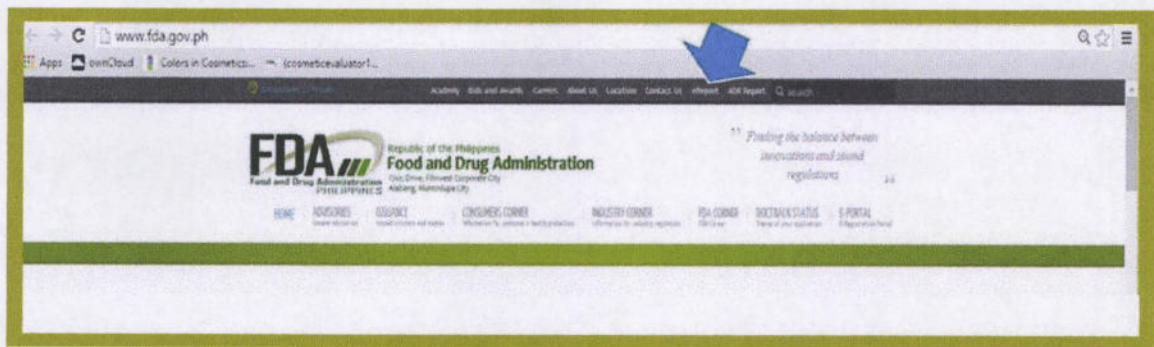 www.fda.gov.ph
Apps ownCloud Colors in Cosmetics... (cosmeticevaluator1...
Academy Bids and Awards Careers About Us Location Contact Us eReport ADR Report Search
FDA
Food and Drug Administration
PHILIPPINES
Republic of the Philippines
Food and Drug Administration
Civic Drive, Filinvest Corporate City
Alabang, Muntinlupa City
" Finding the balance between
innovations and sound
regulations "
HOME ADVISORIES ISSUANCE CONSUMERS CORNER INDUSTRY CORNER FDA CORNER DOCTRACK STATUS E-PORTAL